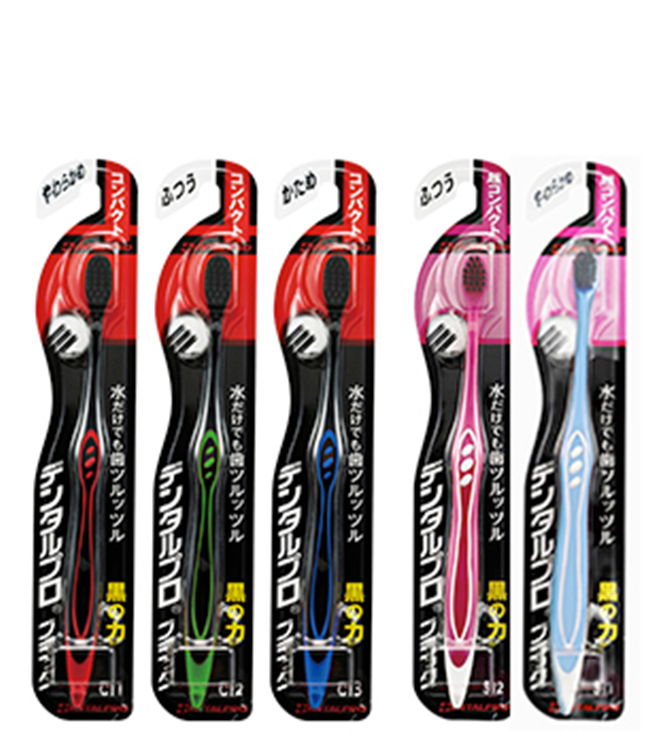 やわらかめ
コンパクト
水だけでも歯ツルッツル
デンタルプロ®
黒の力
C11
ふつう
コンパクト
水だけでも歯ツルッツル
デンタルプロ®
黒の力
C12
かため
コンパクト
水だけでも歯ツルッツル
デンタルプロ®
黒の力
C13
ふつう
超コンパクト
水だけでも歯ツルッツル
デンタルプロ®
黒の力
S12
やわらかめ
超コンパクト
水だけでも歯ツルッツル
デンタルプロ®
黒の力
S11